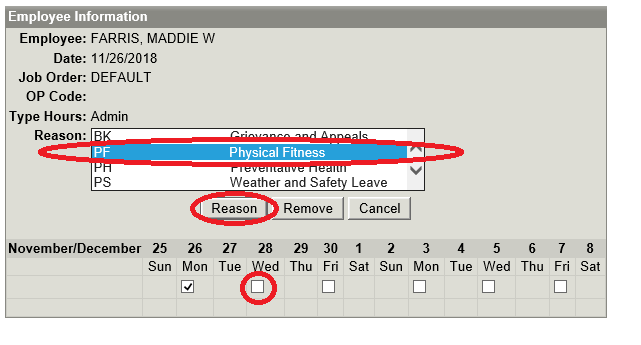 Employee Information
Employee: FARRIS, MADDIE W
Date: 11/26/2018
Job Order: DEFAULT
OP Code:
Type Hours: Admin
Reason: BK Grievance and Appeals
PF Physical Fitness
PH Preventative Health
PS Weather and Safety Leave
Reason Remove Cancel
November/December 25 26 27 28 29 30 1 2 3 4 5 6 7 8
Sun Mon Tue Wed Thu Fri Sat Sun Mon Tue Wed Thu Fri Sat